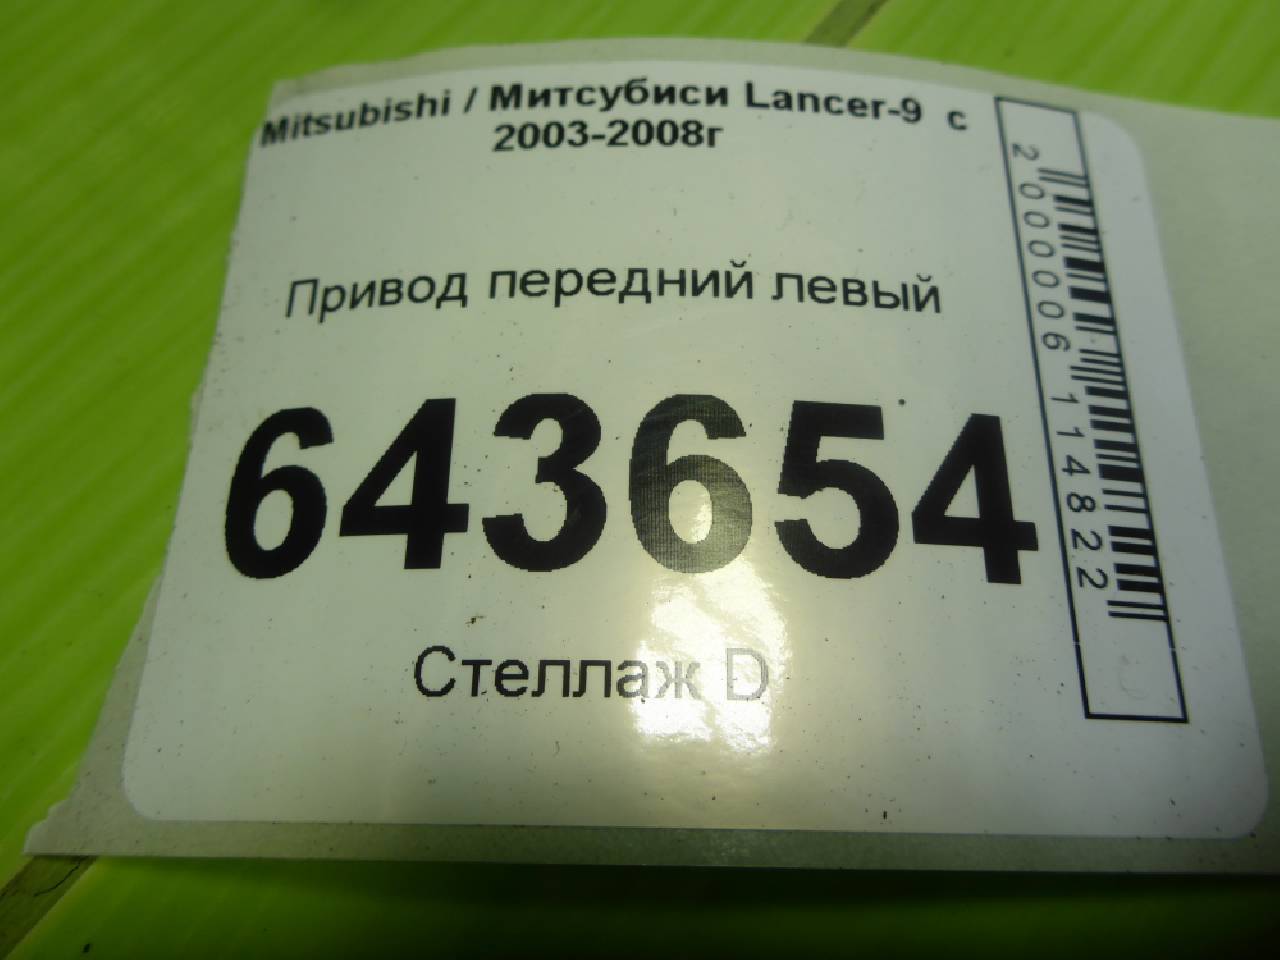 Mitsubishi / Митсубиси Lancer-9 с
2003-2008г
Привод передний левый
643654
Стеллаж D
2000006114822